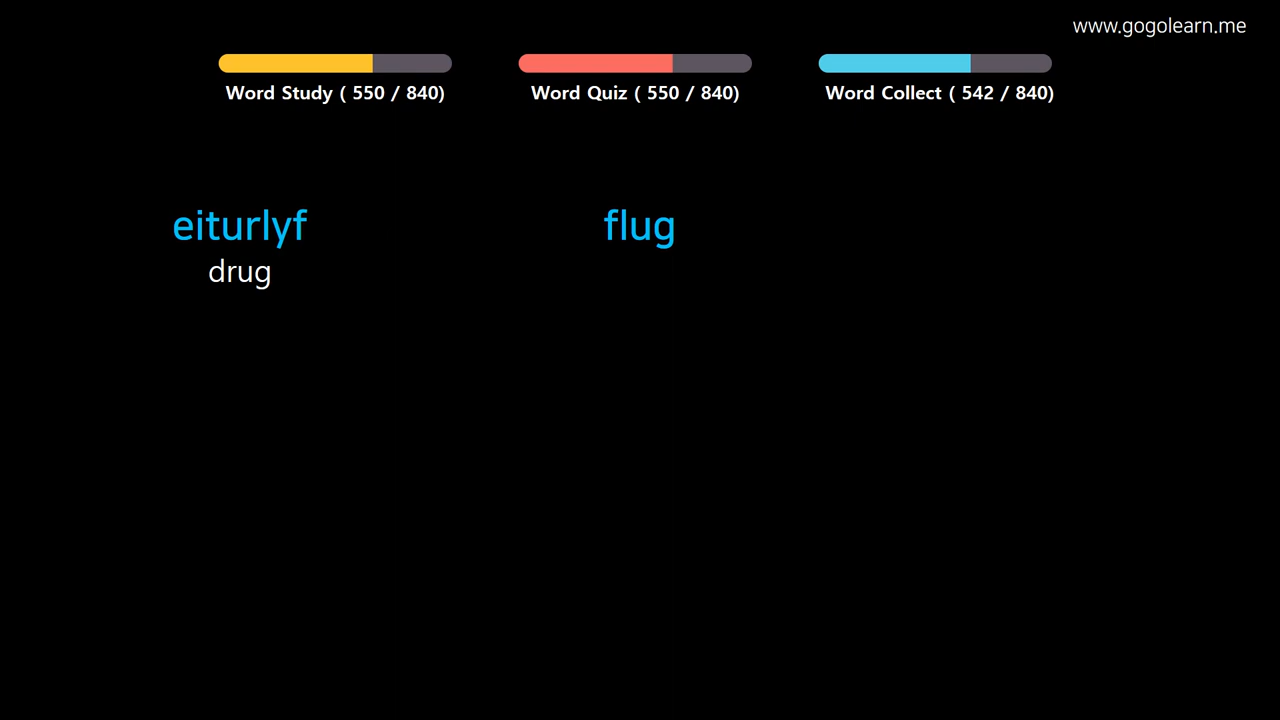 www.gogolearn.me
Word Study ( 550 / 840)
Word Quiz ( 550 / 840)
Word Collect ( 542 / 840)
eiturlyf
drug
flug